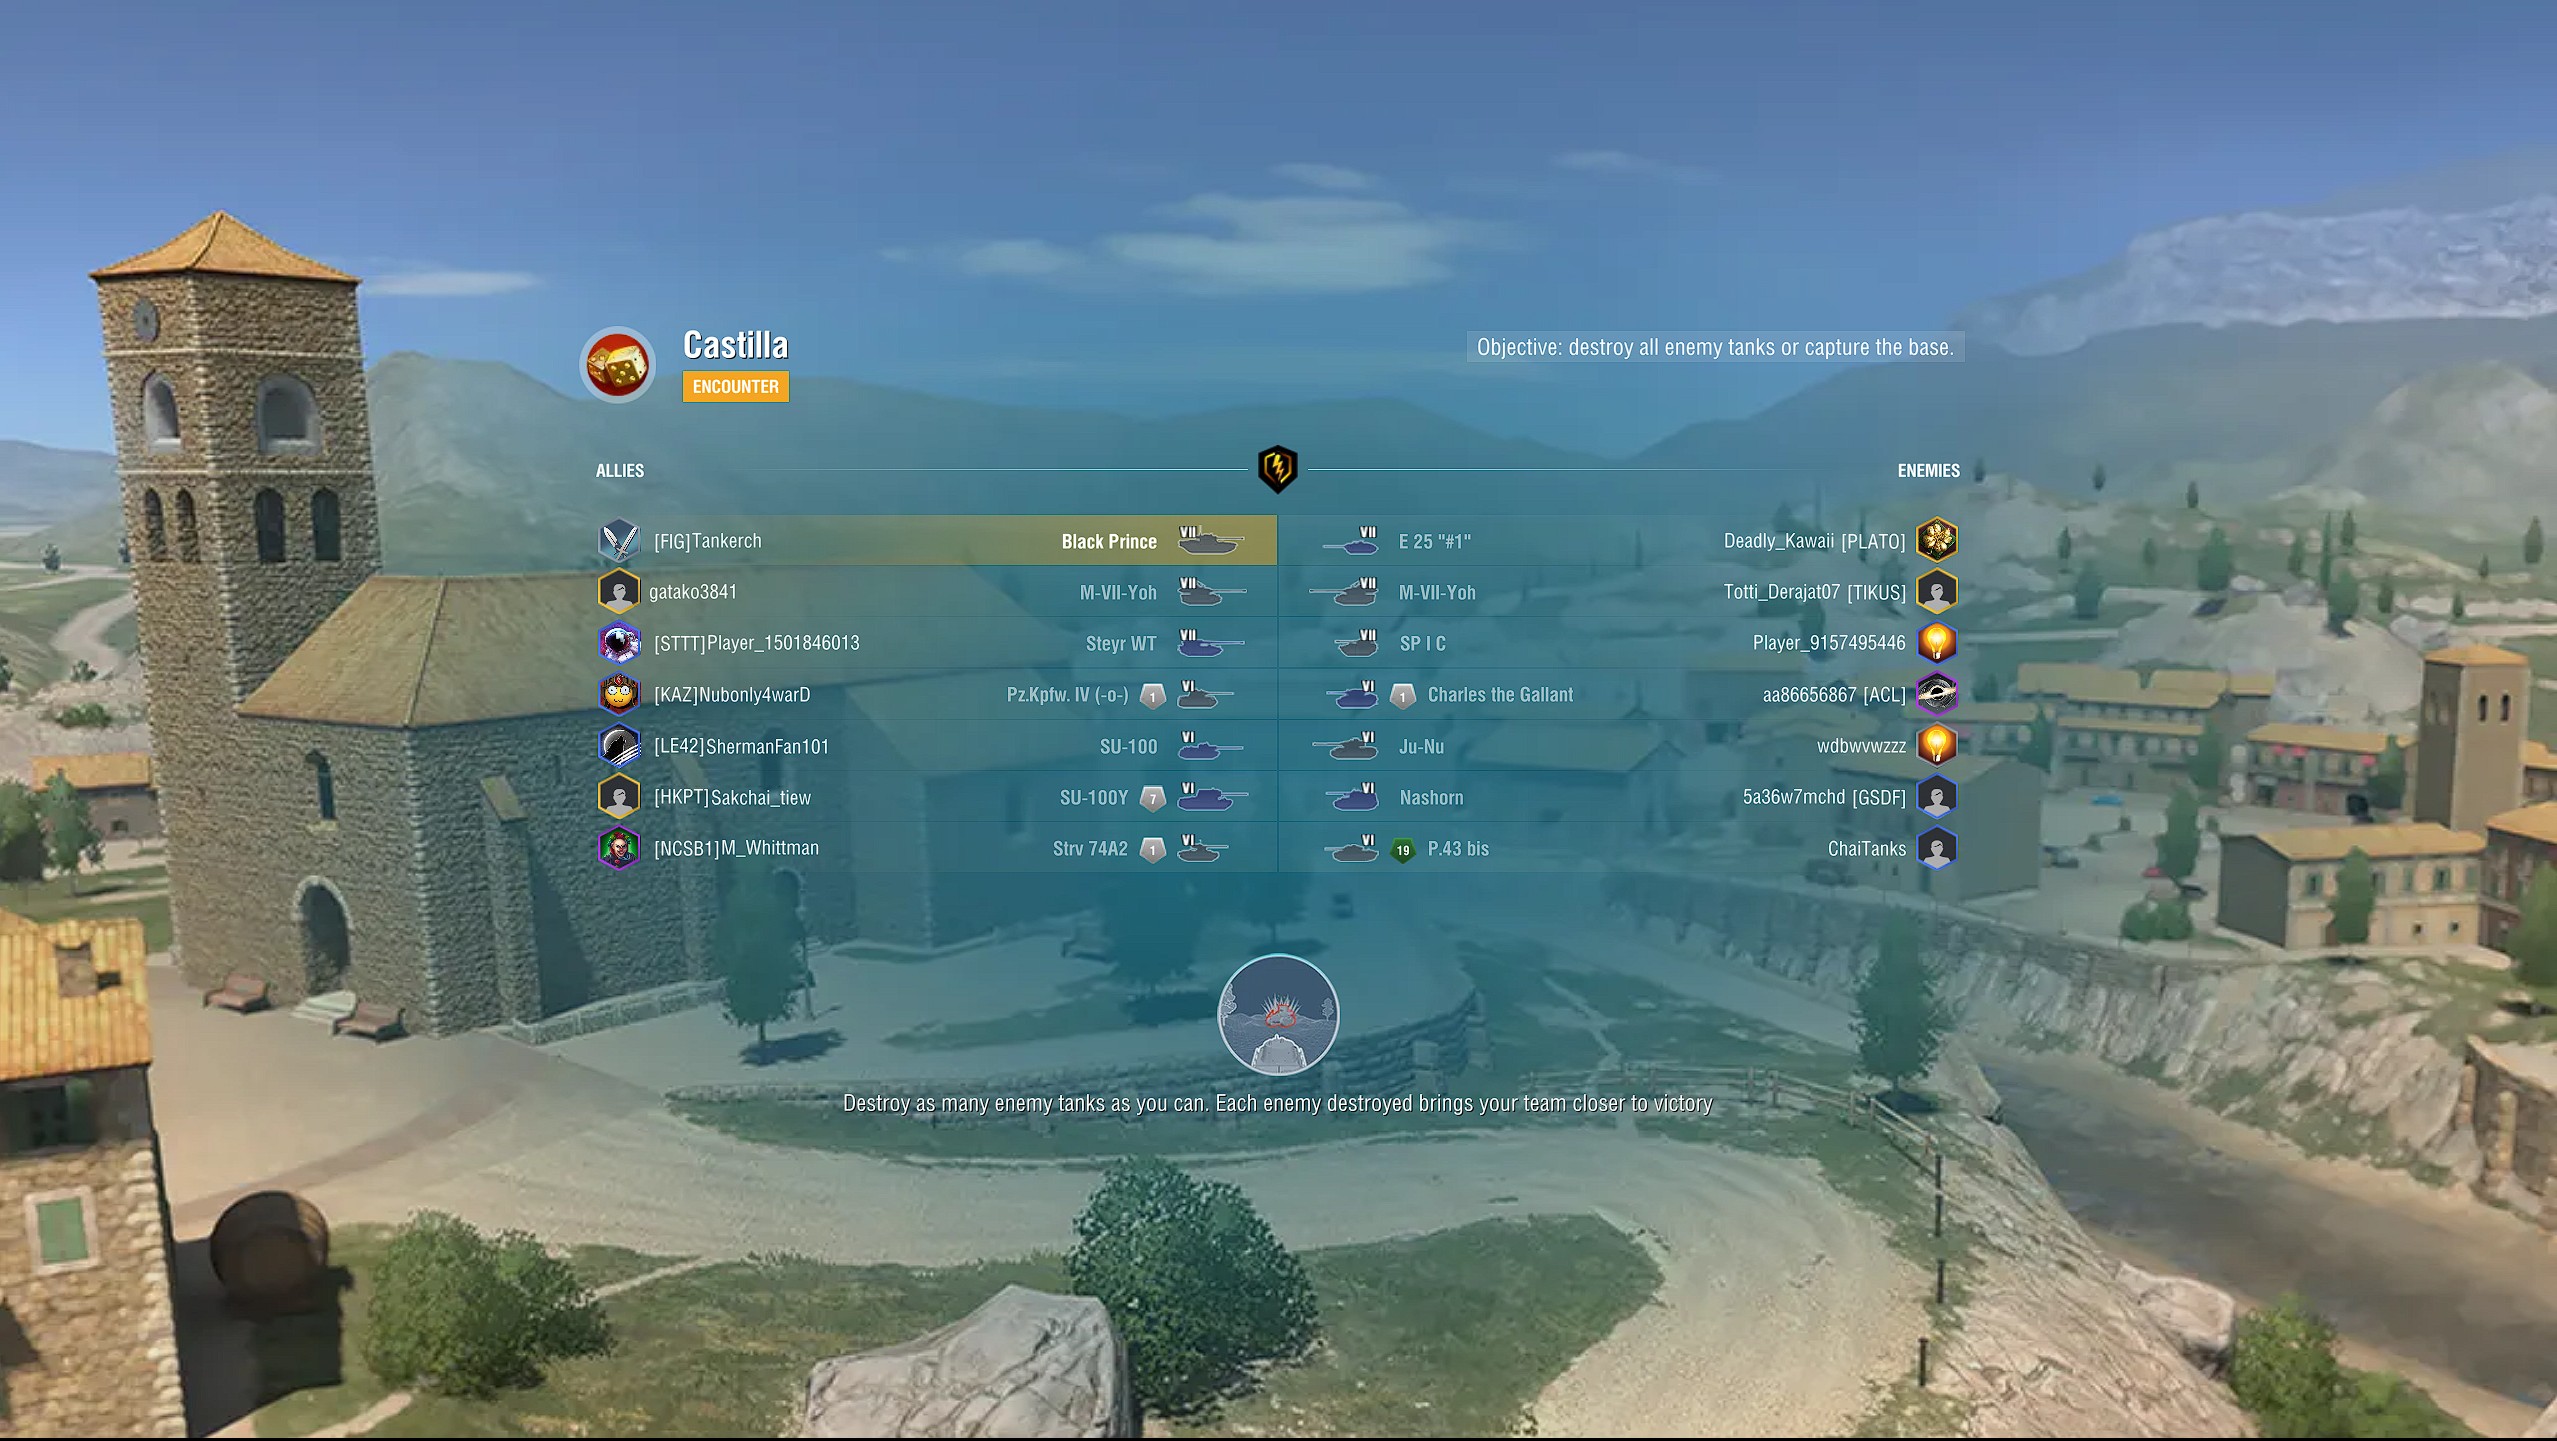 Castilla
ENCOUNTER
Objective: destroy all enemy tanks or capture the base.
ALLIES
ENEMIES
[FIG]Tankerch Black Prince VII VII E 25 "#1" Deadly_Kawaii [PLATO]
gatako3841 M-VII-Yoh VII VII M-VII-Yoh Totti_Derajat07 [TIKUS]
[STTT]Player_1501846013 Steyr WT VII VII SP I C Player_9157495446
[KAZ]Nubonly4warD Pz.Kpfw. IV (-o-) 1 VI VI 1 Charles the Gallant aa86656867 [ACL]
[LE42]ShermanFan101 SU-100 VI VI Ju-Nu wdbwvwzzz
[HKPT]Sakchai_tiew SU-100Y 7 VI VI Nashorn 5a36w7mchd [GSDF]
[NCSB1]M_Whittman Strv 74A2 1 VI VI 19 P.43 bis ChaiTanks
Destroy as many enemy tanks as you can. Each enemy destroyed brings your team closer to victory